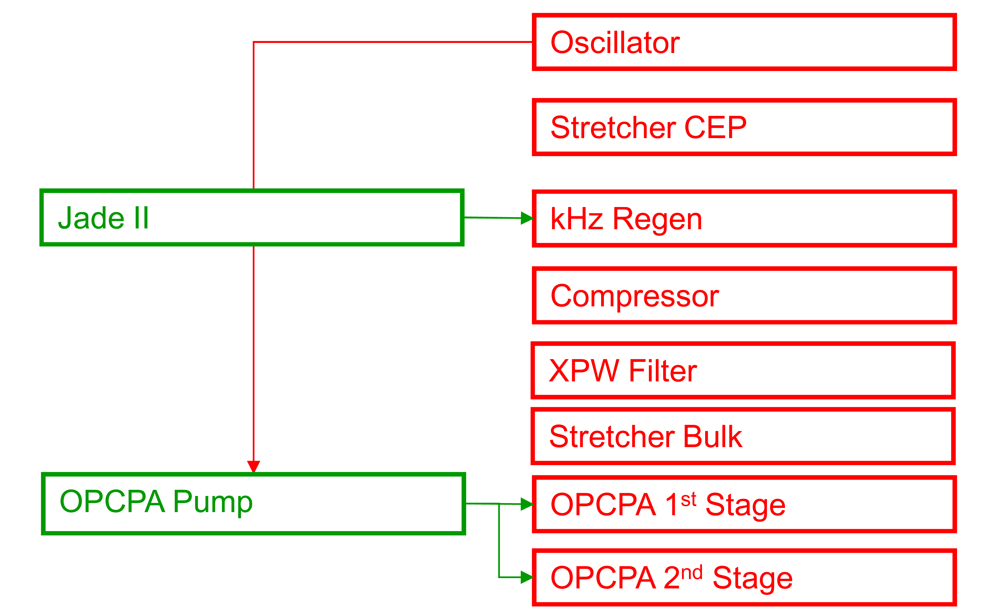 Oscillator
Stretcher CEP
Jade II
kHz Regen
Compressor
XPW Filter
Stretcher Bulk
OPCPA Pump
OPCPA 1st Stage
OPCPA 2nd Stage